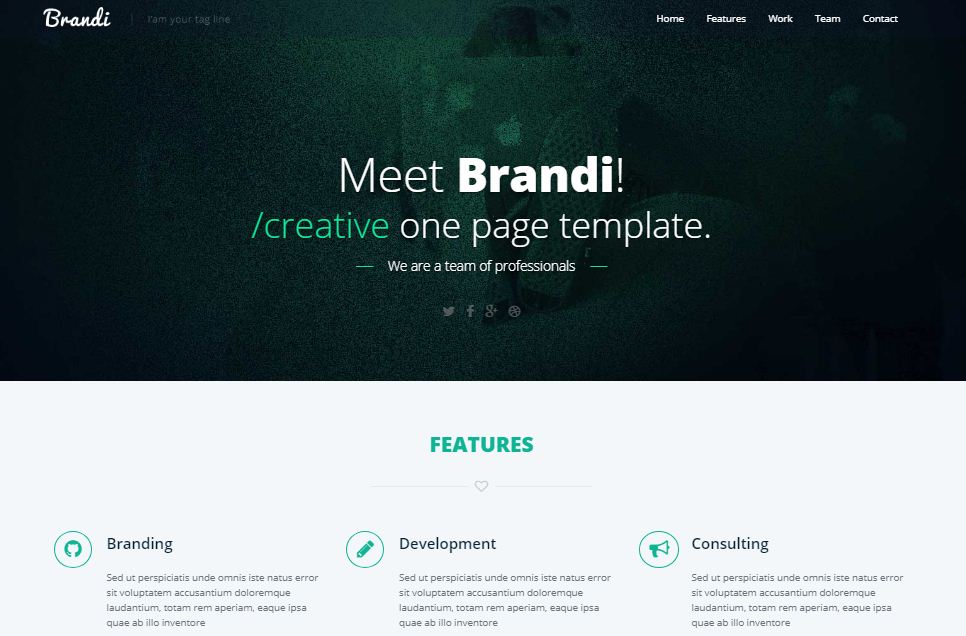 Brandi
I'am your tag line
Home
Features
Work
Team
Contact
Meet Brandi!
/creative one page template.
We are a team of professionals
FEATURES
Branding
Sed ut perspiciatis unde omnis iste natus error
sit voluptatem accusantium doloremque
laudantium, totam rem aperiam, eaque ipsa
quae ab illo inventore
Development
Sed ut perspiciatis unde omnis iste natus error
sit voluptatem accusantium doloremque
laudantium, totam rem aperiam, eaque ipsa
quae ab illo inventore
Consulting
Sed ut perspiciatis unde omnis iste natus error
sit voluptatem accusantium doloremque
laudantium, totam rem aperiam, eaque ipsa
quae ab illo inventore